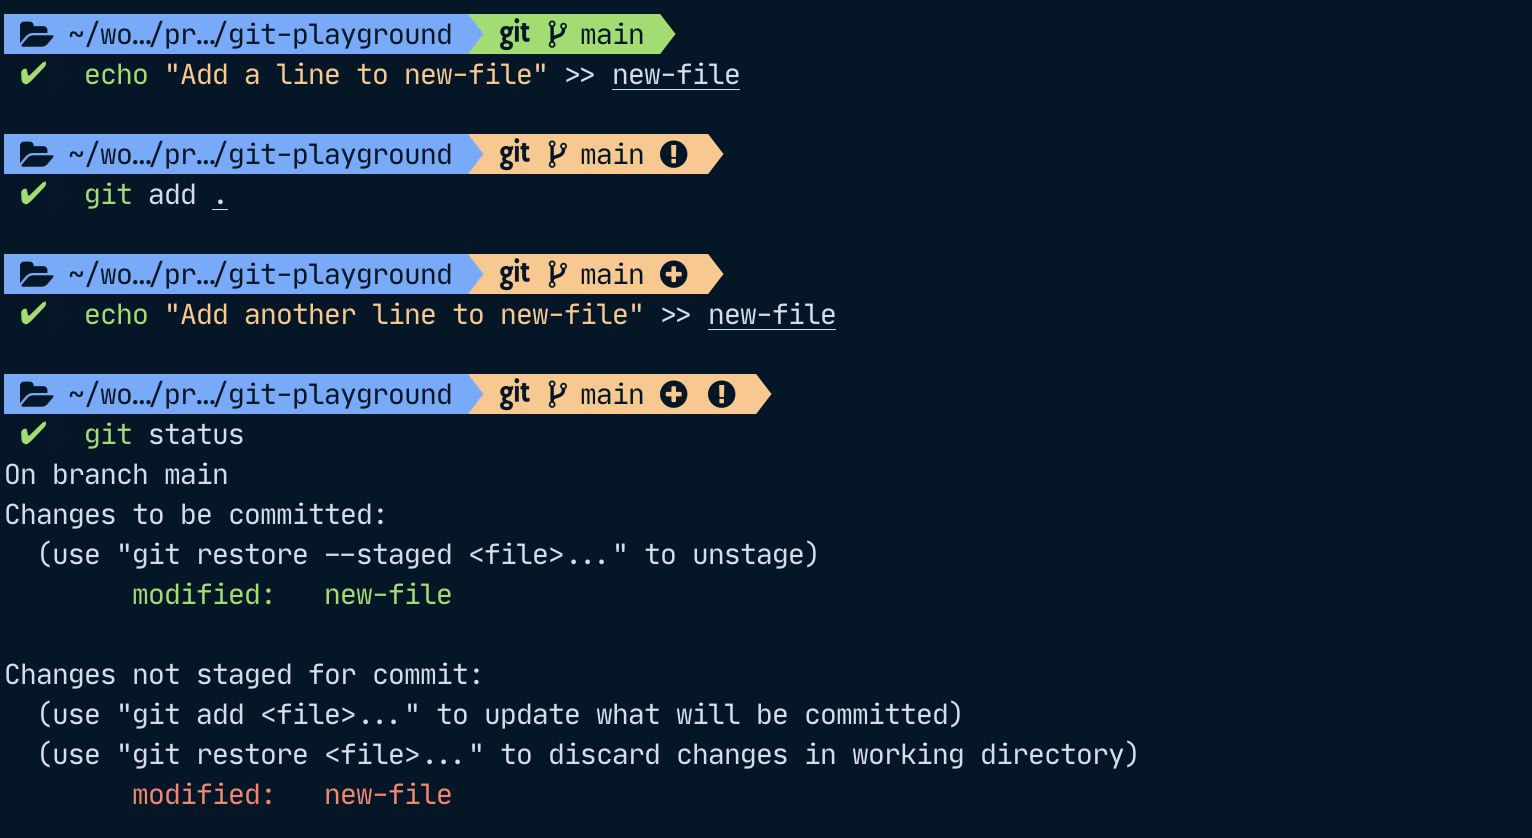 ~/wo…/pr…/git-playground git main
✔ echo "Add a line to new-file" >> new-file
~/wo…/pr…/git-playground git main !
✔ git add .
~/wo…/pr…/git-playground git main +
✔ echo "Add another line to new-file" >> new-file
~/wo…/pr…/git-playground git main + !
✔ git status
On branch main
Changes to be committed:
  (use "git restore --staged <file>..." to unstage)
        modified:   new-file
Changes not staged for commit:
  (use "git add <file>..." to update what will be committed)
  (use "git restore <file>..." to discard changes in working directory)
        modified:   new-file